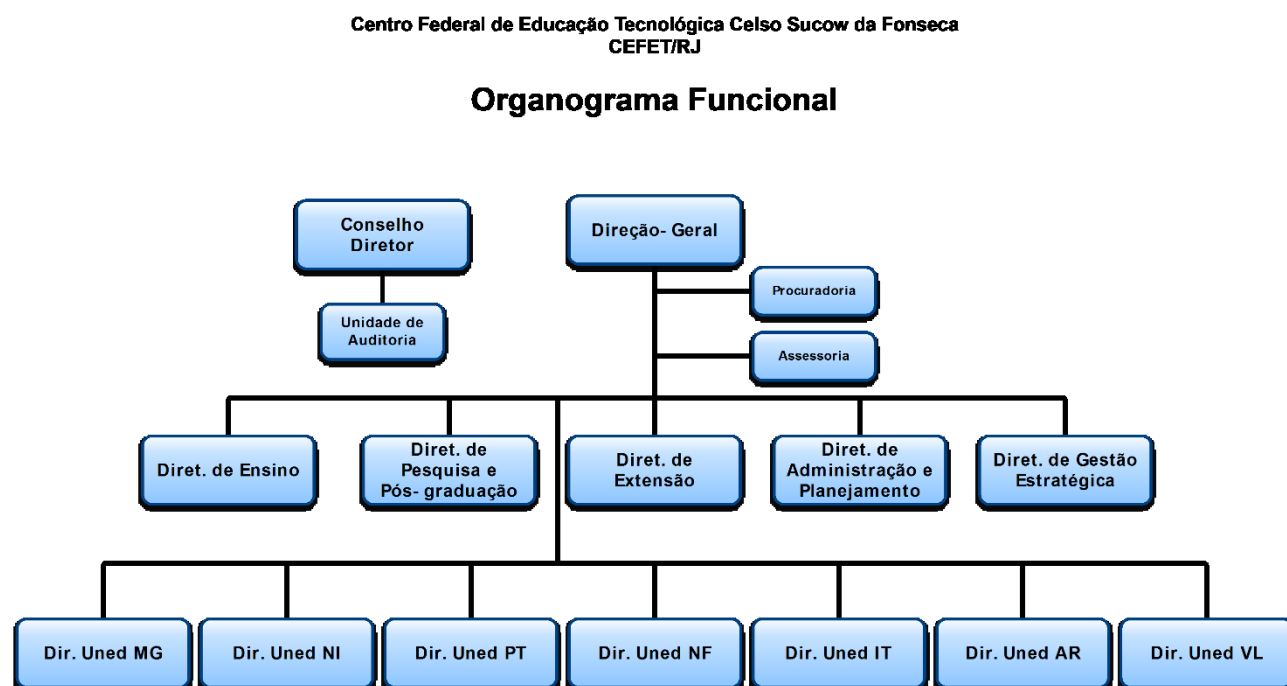 Centro Federal de Educação Tecnológica Celso Sucow da Fonseca
CEFET/RJ
Organograma Funcional
Conselho
Diretor
Direção- Geral
Procuradoria
Unidade de
Auditoria
Assessoria
Diret. de Ensino
Diret. de
Pesquisa e
Pós- graduação
Diret. de
Extensão
Diret. de
Administração e
Planejamento
Diret. de Gestão
Estratégica
Dir. Uned MG
Dir. Uned NI
Dir. Uned PT
Dir. Uned NF
Dir. Uned IT
Dir. Uned AR
Dir. Uned VL